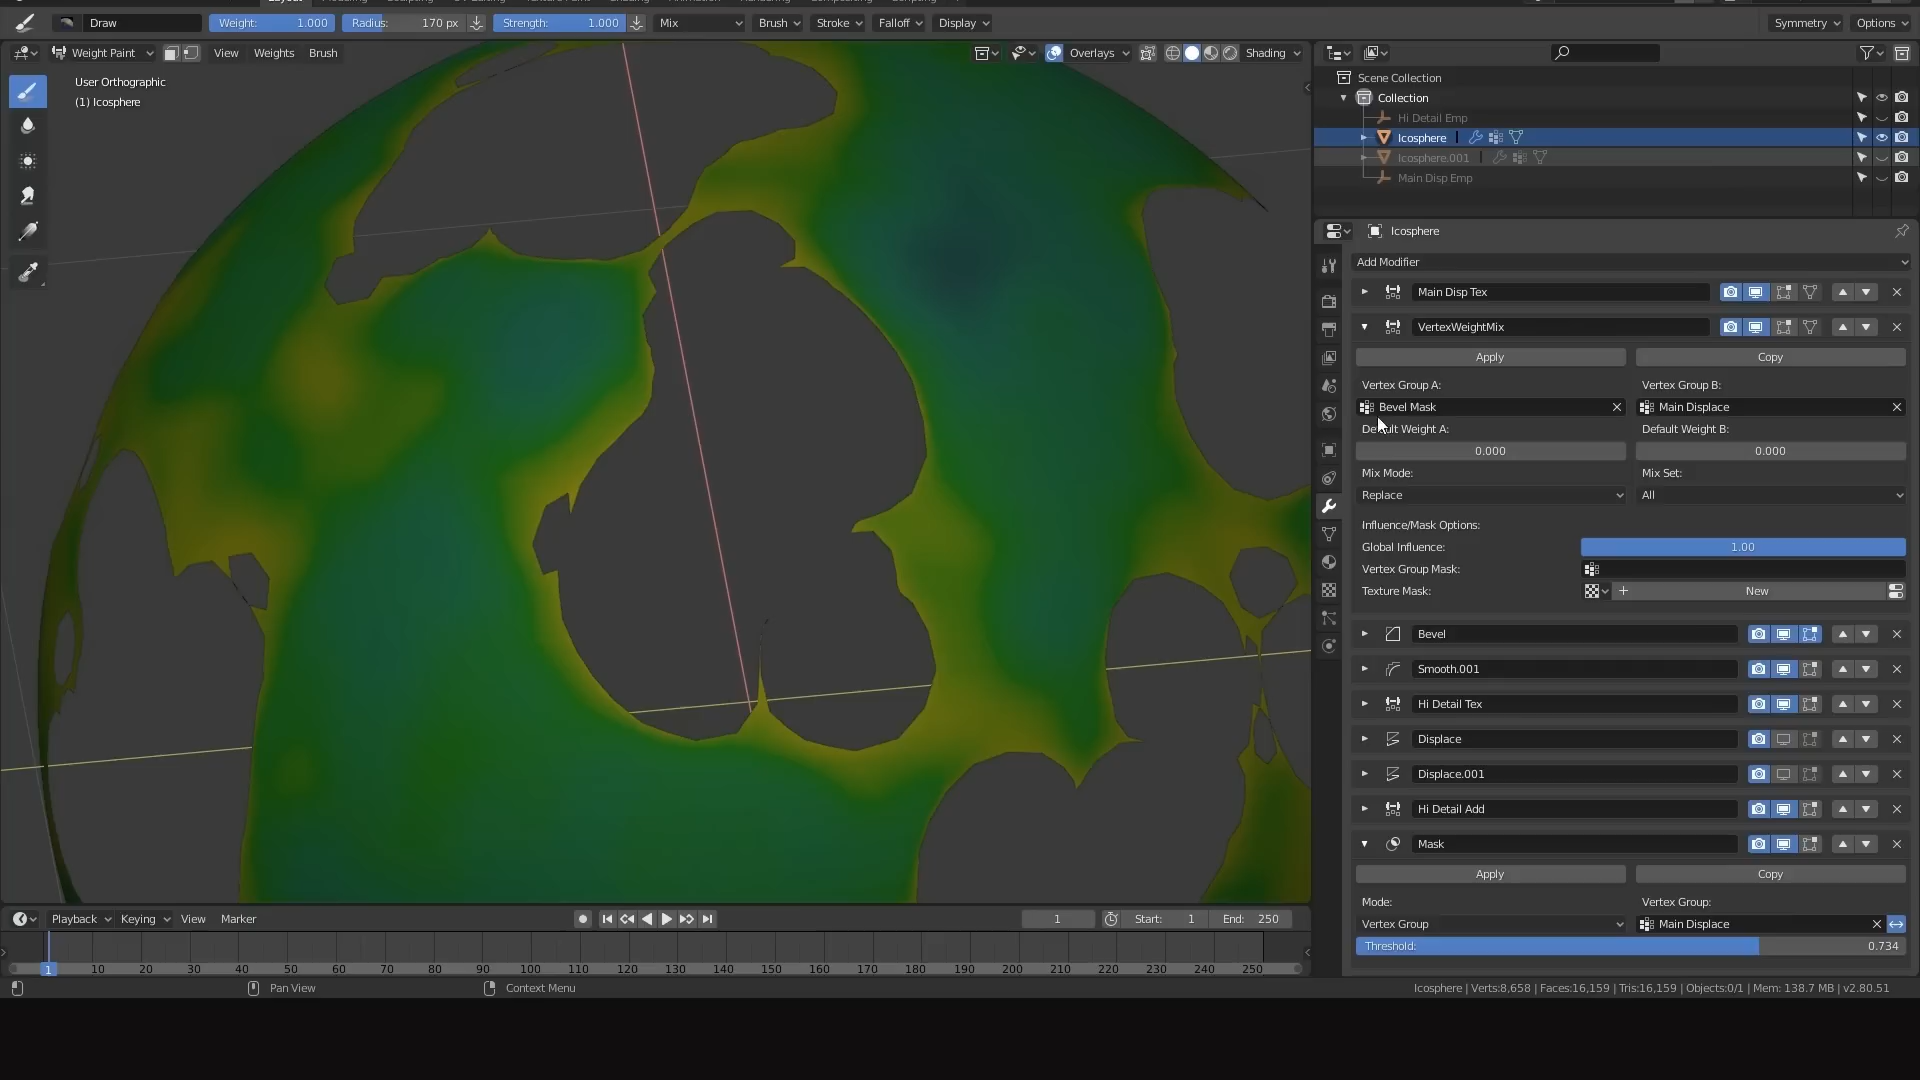 Draw Weight: 1.000 Radius: 170 px Strength: 1.000 Mix Brush Stroke Falloff Display Symmetry Options
Weight Paint View Weights Brush Overlays Shading
User Orthographic
(1) Icosphere
Scene Collection
Collection
Hi Detail Emp
Icosphere
Icosphere.001
Main Disp Emp
Icosphere
Add Modifier
Main Disp Tex
VertexWeightMix
Apply Copy
Vertex Group A: Vertex Group B:
Bevel Mask Main Displace
Default Weight A: Default Weight B:
0.000 0.000
Mix Mode: Mix Set:
Replace All
Influence/Mask Options:
Global Influence: 1.00
Vertex Group Mask:
Texture Mask: New
Bevel
Smooth.001
Hi Detail Tex
Displace
Displace.001
Hi Detail Add
Mask
Apply Copy
Mode: Vertex Group:
Vertex Group Main Displace
Threshold: 0.734
Playback Keying View Marker 1 Start: 1 End: 250
1 10 20 30 40 50 60 70 80 90 100 110 120 130 140 150 160 170 180 190 200 210 220 230 240 250
Pan View Context Menu Icosphere | Verts:8,658 | Faces:16,159 | Tris:16,159 | Objects:0/1 | Mem: 138.7 MB | v2.80.51